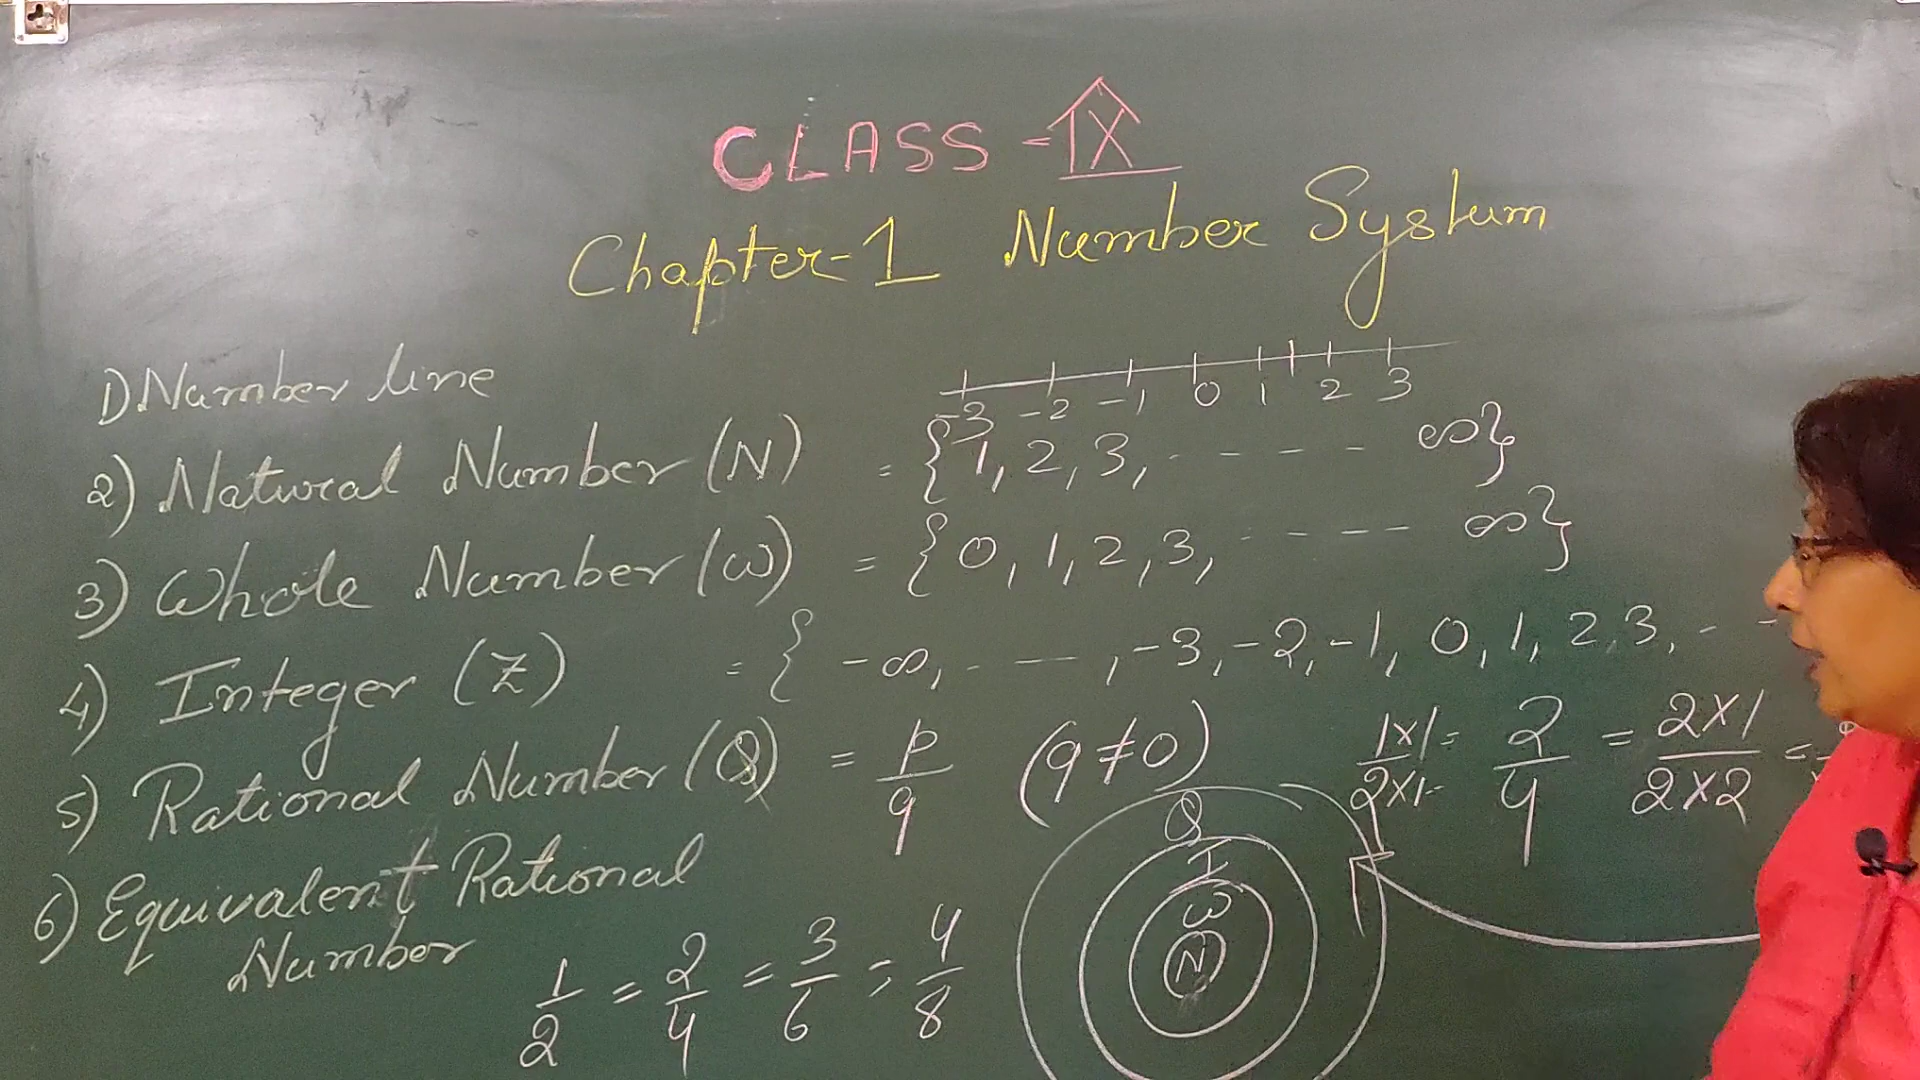 CLASS - IX
Chapter-1 Number System
1) Number line
-3 -2 -1 0 1 2 3
2) Natural Number (N) = {1, 2, 3, - - - - - ∞}
3) Whole Number (W) = {0, 1, 2, 3, - - - - - ∞}
4) Integer (Z) = { -∞, - - — , -3, -2, -1, 0, 1, 2, 3, - -
5) Rational Number (Q) = p/q (q ≠ 0)
1×1/2×1 = 2/4 = 2×1/2×2 =
6) Equivalent Rational
Number
1/2 = 2/4 = 3/6 = 4/8
Q
I
W
N